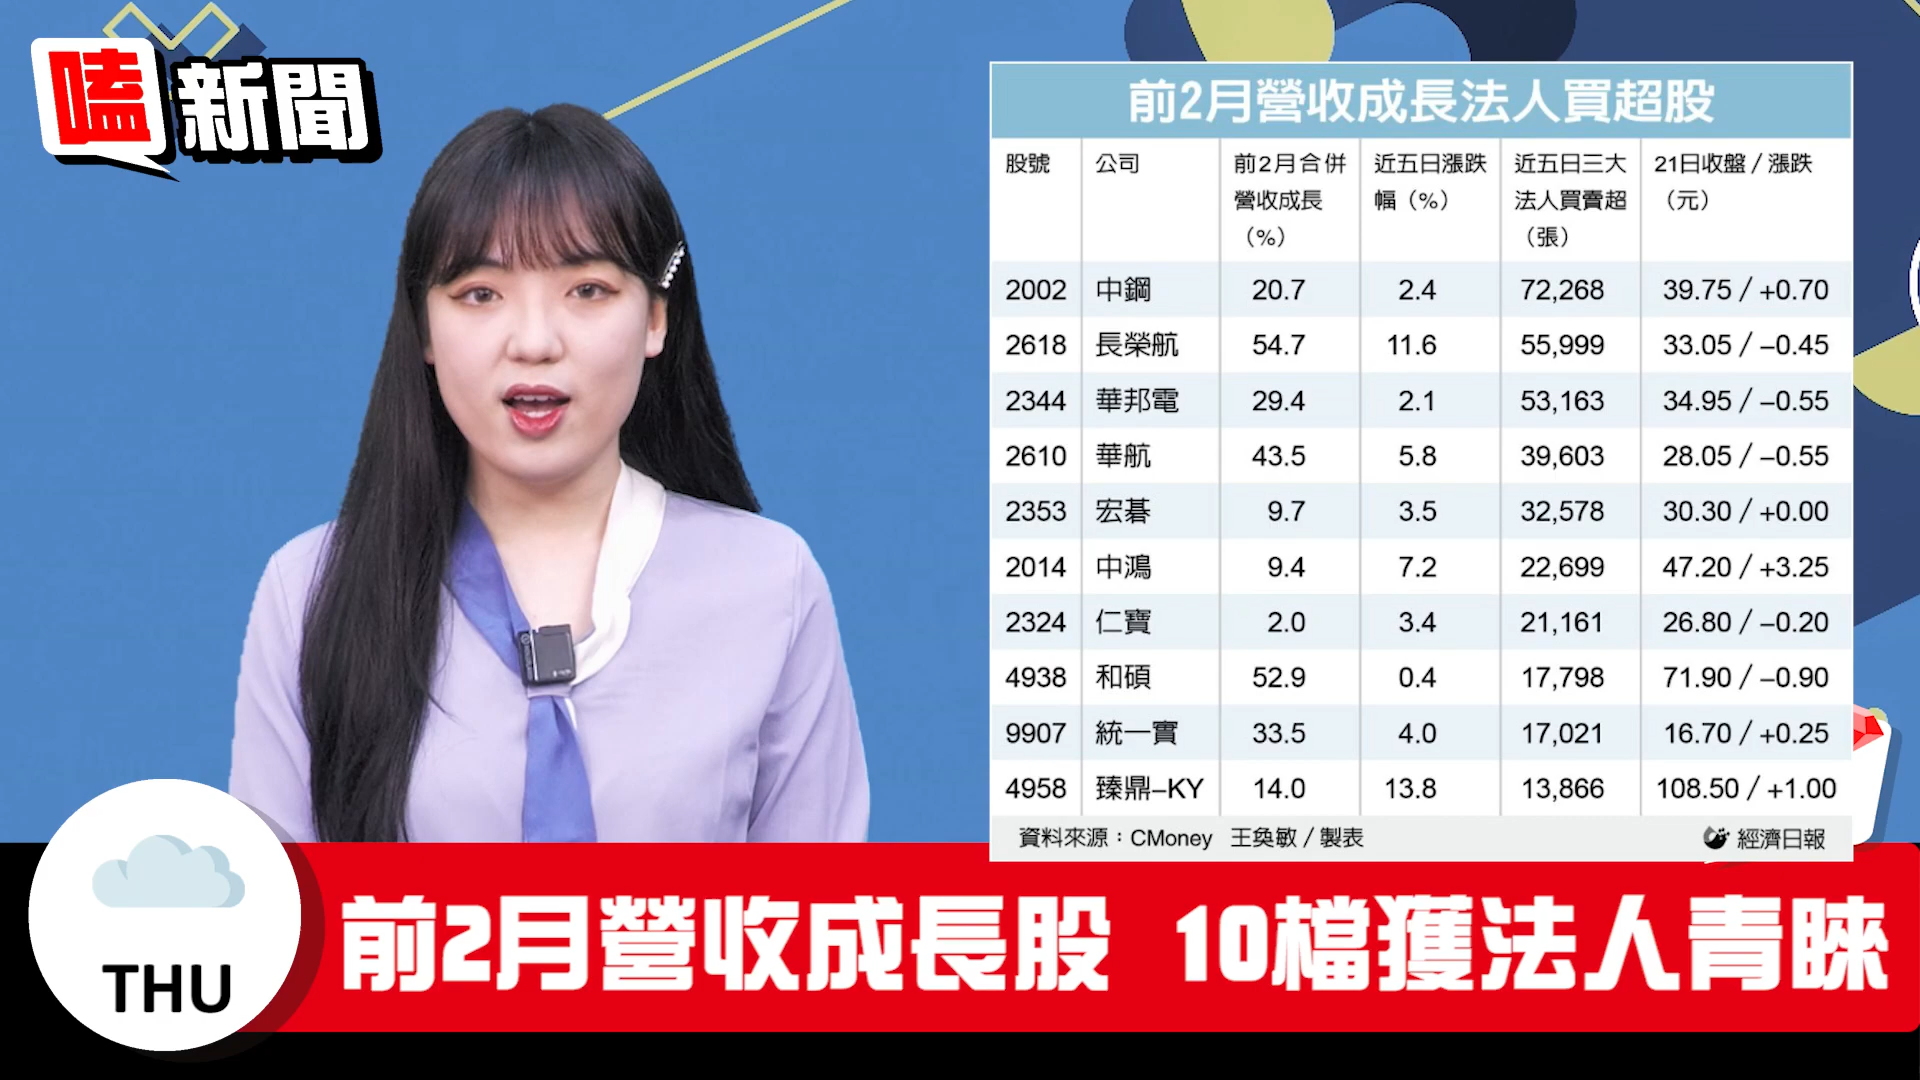 嗑新聞
前2月營收成長法人買超股
股號 公司 前2月合併營收成長（%） 近五日漲跌幅（%） 近五日三大法人買賣超（張） 21日收盤／漲跌（元）
2002 中鋼 20.7 2.4 72,268 39.75／+0.70
2618 長榮航 54.7 11.6 55,999 33.05／−0.45
2344 華邦電 29.4 2.1 53,163 34.95／−0.55
2610 華航 43.5 5.8 39,603 28.05／−0.55
2353 宏碁 9.7 3.5 32,578 30.30／+0.00
2014 中鴻 9.4 7.2 22,699 47.20／+3.25
2324 仁寶 2.0 3.4 21,161 26.80／−0.20
4938 和碩 52.9 0.4 17,798 71.90／−0.90
9907 統一實 33.5 4.0 17,021 16.70／+0.25
4958 臻鼎–KY 14.0 13.8 13,866 108.50／+1.00
資料來源：CMoney 王奐敏／製表 經濟日報
THU
前2月營收成長股 10檔獲法人青睞